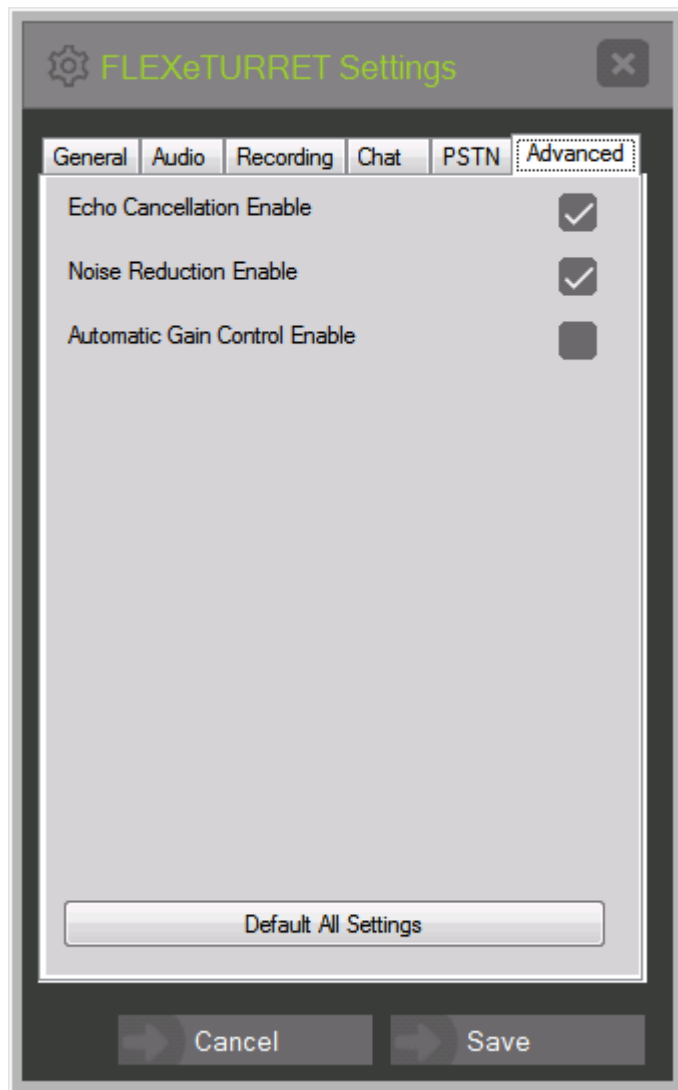 FLEXeTURRET Settings
General Audio Recording Chat PSTN Advanced
Echo Cancellation Enable
Noise Reduction Enable
Automatic Gain Control Enable
Default All Settings
Cancel Save